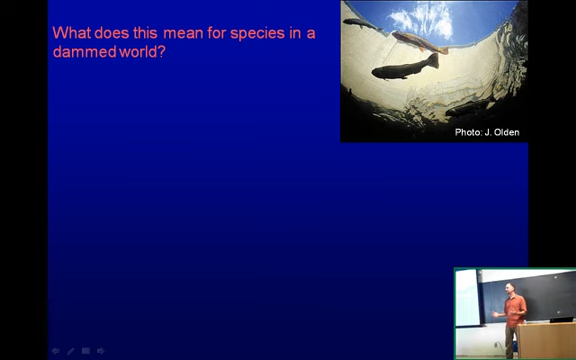 What does this mean for species in a
dammed world?
Photo: J. Olden